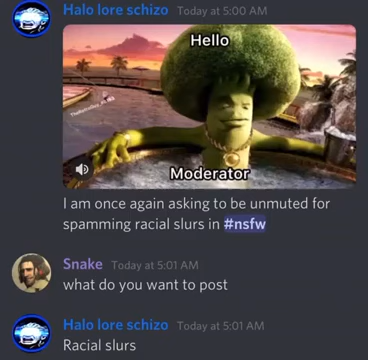 Halo lore schizo Today at 5:00 AM
Hello
Moderator
I am once again asking to be unmuted for
spamming racial slurs in #nsfw
Snake Today at 5:01 AM
what do you want to post
Halo lore schizo Today at 5:01 AM
Racial slurs